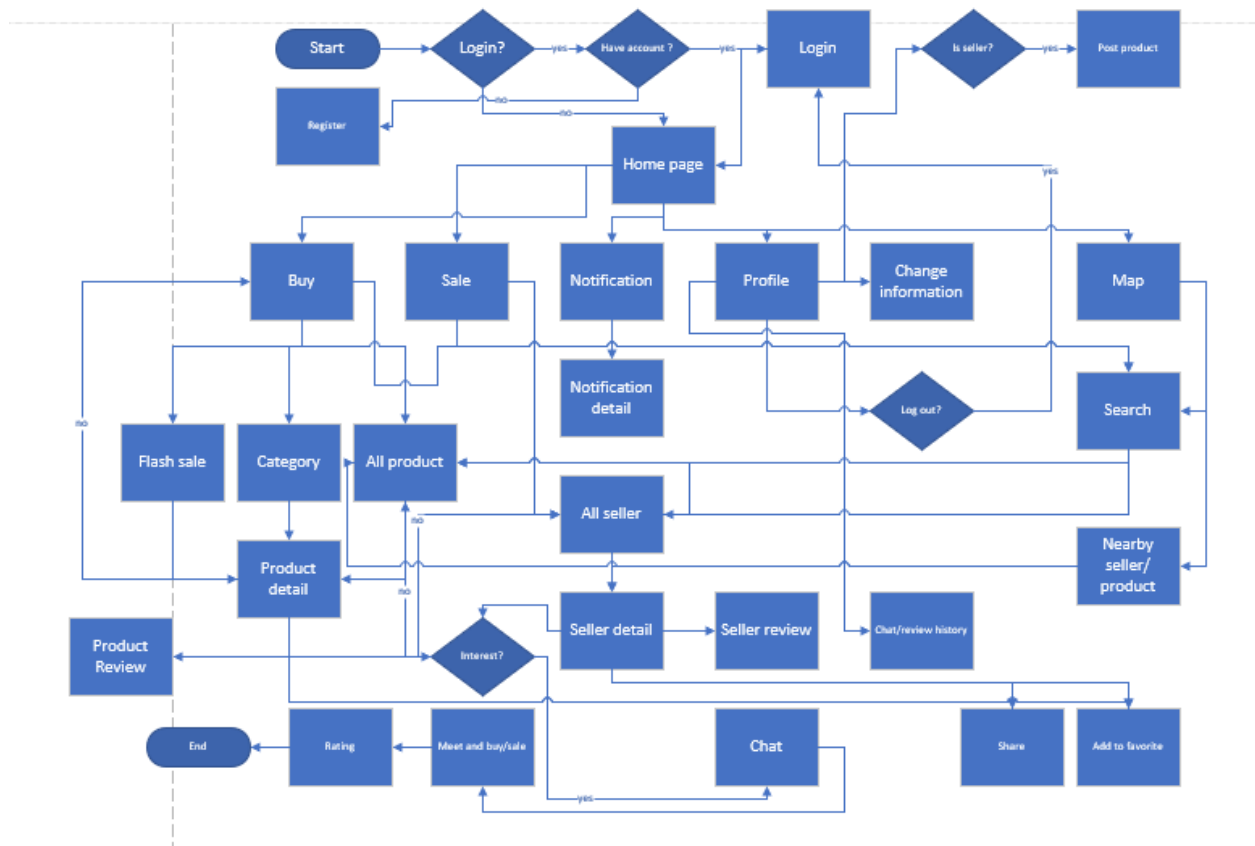 Start
Login?
yes
Have account ?
yes
Login
Is seller?
yes
Post product
Register
no
no
Home page
yes
Buy
Sale
Notification
Profile
Change
information
Map
Notification
detail
Log out?
Search
no
Flash sale
Category
All product
All seller
no
Product
detail
no
Nearby
seller/
product
Product
Review
Interest?
Seller detail
Seller review
Chat/review history
End
Rating
Meet and buy/sale
Chat
Share
Add to favorite
yes